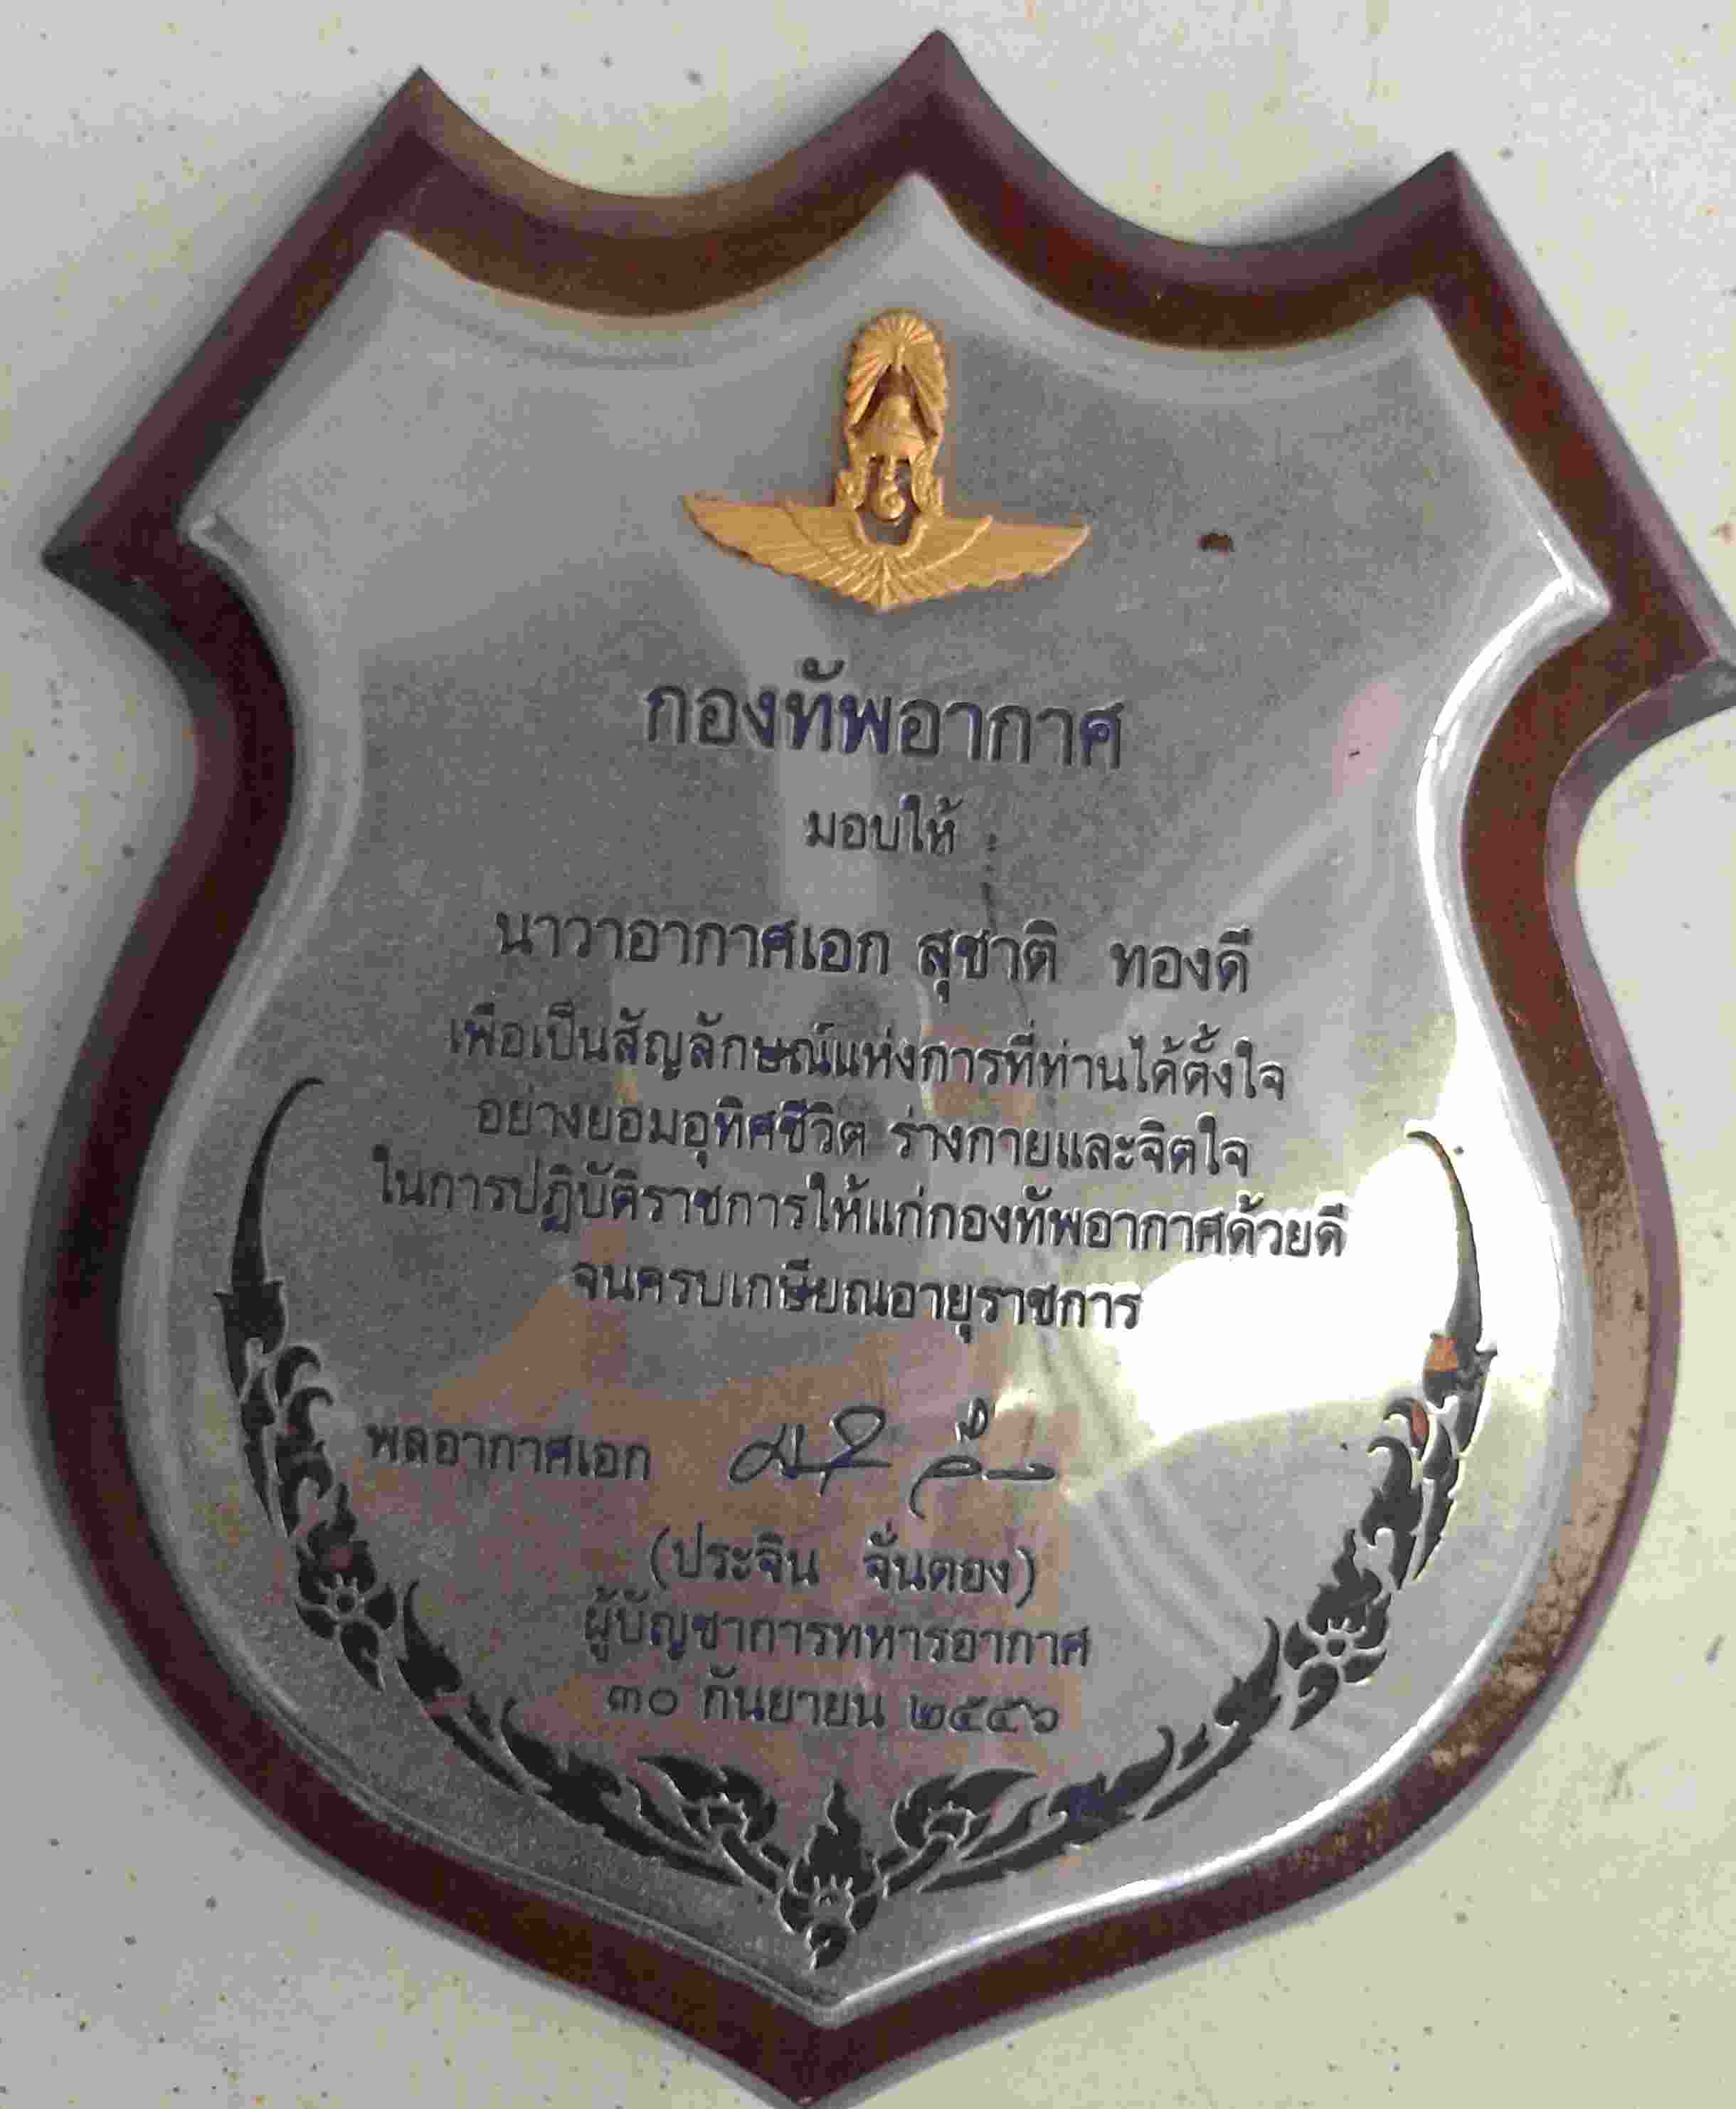 กองทัพอากาศ
มอบให้
นาวาอากาศเอก สุชาติ ทองดี
เพื่อเป็นสัญลักษณ์แห่งการที่ท่านได้ตั้งใจ
อย่างยอมอุทิศชีวิต ร่างกายและจิตใจ
ในการปฏิบัติราชการให้แก่กองทัพอากาศด้วยดี
จนครบเกษียณอายุราชการ
พลอากาศเอก
(ประจิน จั่นตอง)
ผู้บัญชาการทหารอากาศ
๓๐ กันยายน ๒๕๕๖